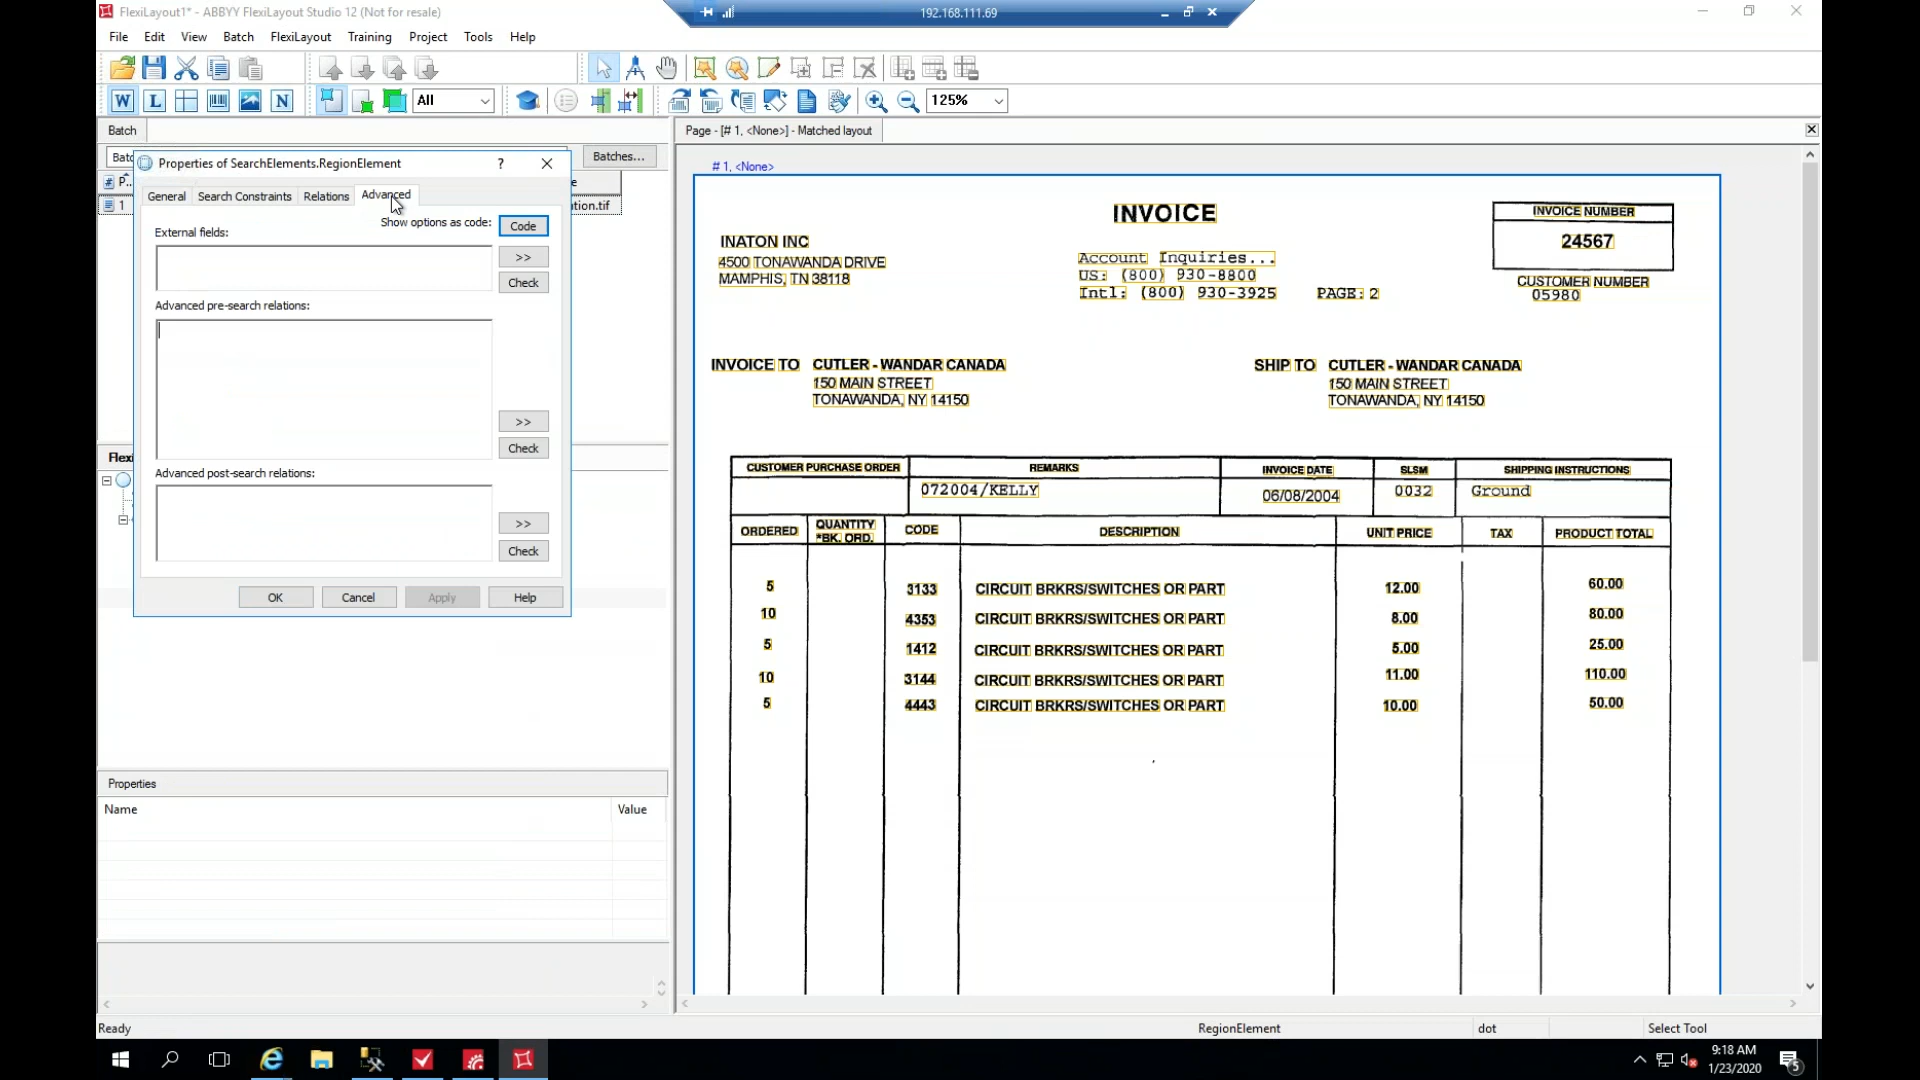 FlexiLayout1* - ABBYY FlexiLayout Studio 12 (Not for resale)
192.168.111.69
File Edit View Batch FlexiLayout Training Project Settings Tools Help
W L N All 125%
Batch
Page - [# 1, <None>] - Matched layout
Batches...
# P..
1
Properties of SearchElements.RegionElement
General Search Constraints Relations Advanced
Show options as code: Code
External fields:
>>
Check
Advanced pre-search relations:
>>
Check
Advanced post-search relations:
>>
Check
OK Cancel Apply Help
Properties
Name Value
# 1, <None>
INVOICE
INVOICE NUMBER
24567
INATON INC
4500 TONAWANDA DRIVE
MAMPHIS, TN 38118
Account Inquiries...
US: (800) 930-8800
Intl: (800) 930-3925 PAGE: 2
CUSTOMER NUMBER
05980
INVOICE TO CUTLER - WANDAR CANADA
150 MAIN STREET
TONAWANDA, NY 14150
SHIP TO CUTLER - WANDAR CANADA
150 MAIN STREET
TONAWANDA, NY 14150
CUSTOMER PURCHASE ORDER REMARKS INVOICE DATE SLSM SHIPPING INSTRUCTIONS
072004/KELLY 06/08/2004 0032 Ground
ORDERED QUANTITY *BK. ORD. CODE DESCRIPTION UNIT PRICE TAX PRODUCT TOTAL
5 3133 CIRCUIT BRKRS/SWITCHES OR PART 12.00 60.00
10 4353 CIRCUIT BRKRS/SWITCHES OR PART 8.00 80.00
5 1412 CIRCUIT BRKRS/SWITCHES OR PART 5.00 25.00
10 3144 CIRCUIT BRKRS/SWITCHES OR PART 11.00 110.00
5 4443 CIRCUIT BRKRS/SWITCHES OR PART 10.00 50.00
Ready RegionElement dot Select Tool
9:18 AM
1/23/2020
5